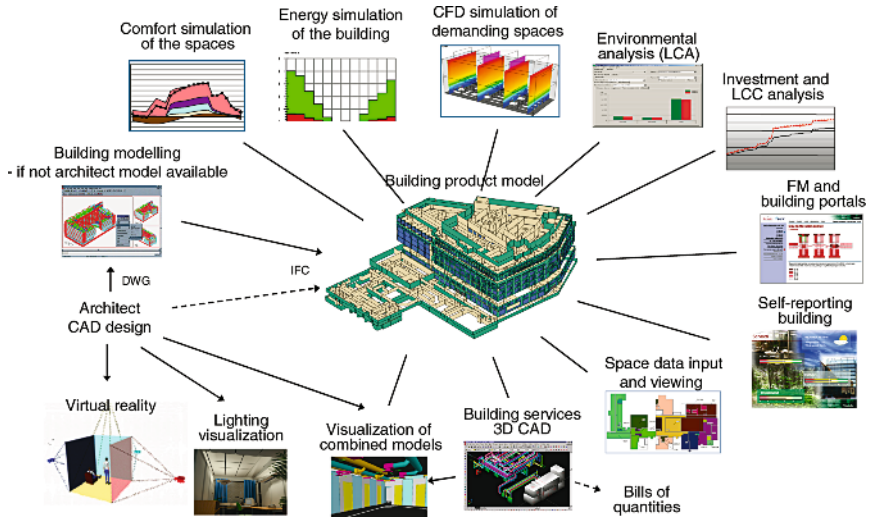 Comfort simulation
of the spaces
Energy simulation
of the building
CFD simulation of
demanding spaces
Environmental
analysis (LCA)
Investment and
LCC analysis
Building modelling
- if not architect model available
Building product model
FM and
building portals
IFC
DWG
Architect
CAD design
Self-reporting
building
Space data input
and viewing
Virtual reality
Lighting
visualization
Visualization of
combined models
Building services
3D CAD
Bills of
quantities